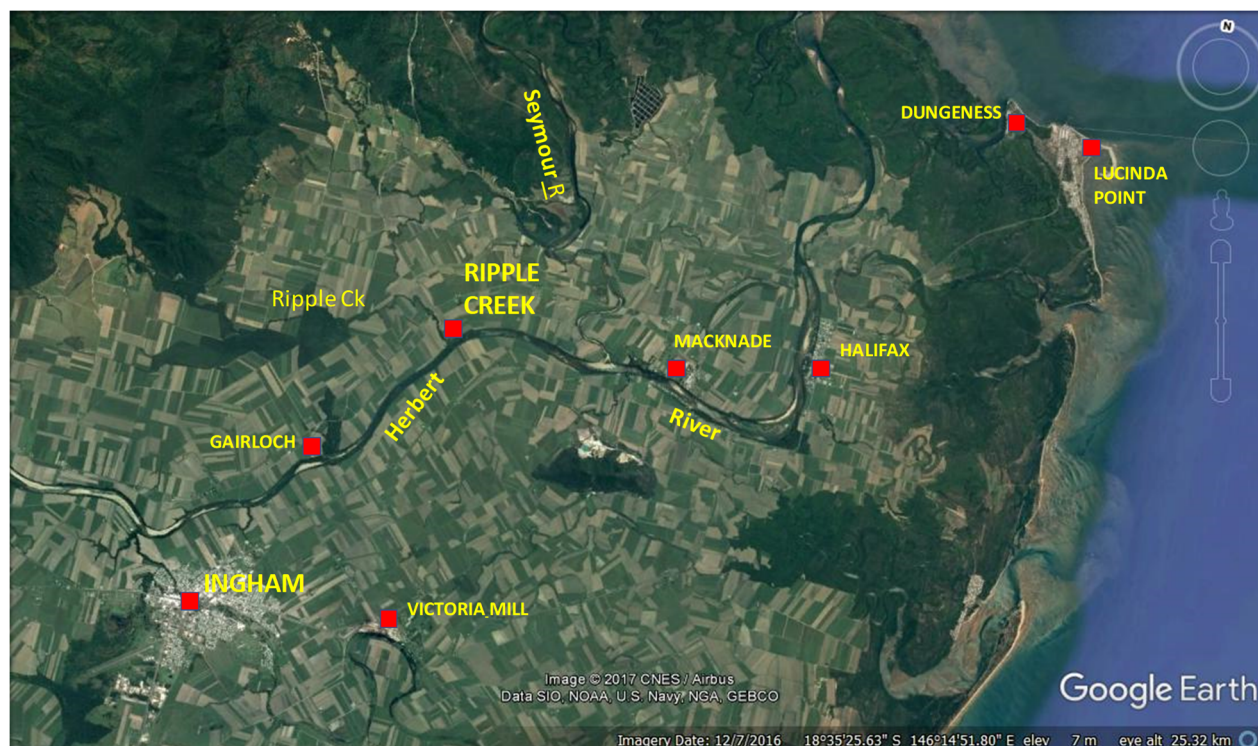 N
DUNGENESS
LUCINDA
POINT
Seymour R
RIPPLE
CREEK
Ripple Ck
MACKNADE
HALIFAX
Herbert
River
GAIRLOCH
INGHAM
VICTORIA MILL
Image © 2017 CNES / Airbus
Data SIO, NOAA, U.S. Navy, NGA, GEBCO
Google Earth
Imagery Date: 12/7/2016 18°35'25.63" S 146°14'51.80" E elev 7 m eye alt 25.32 km